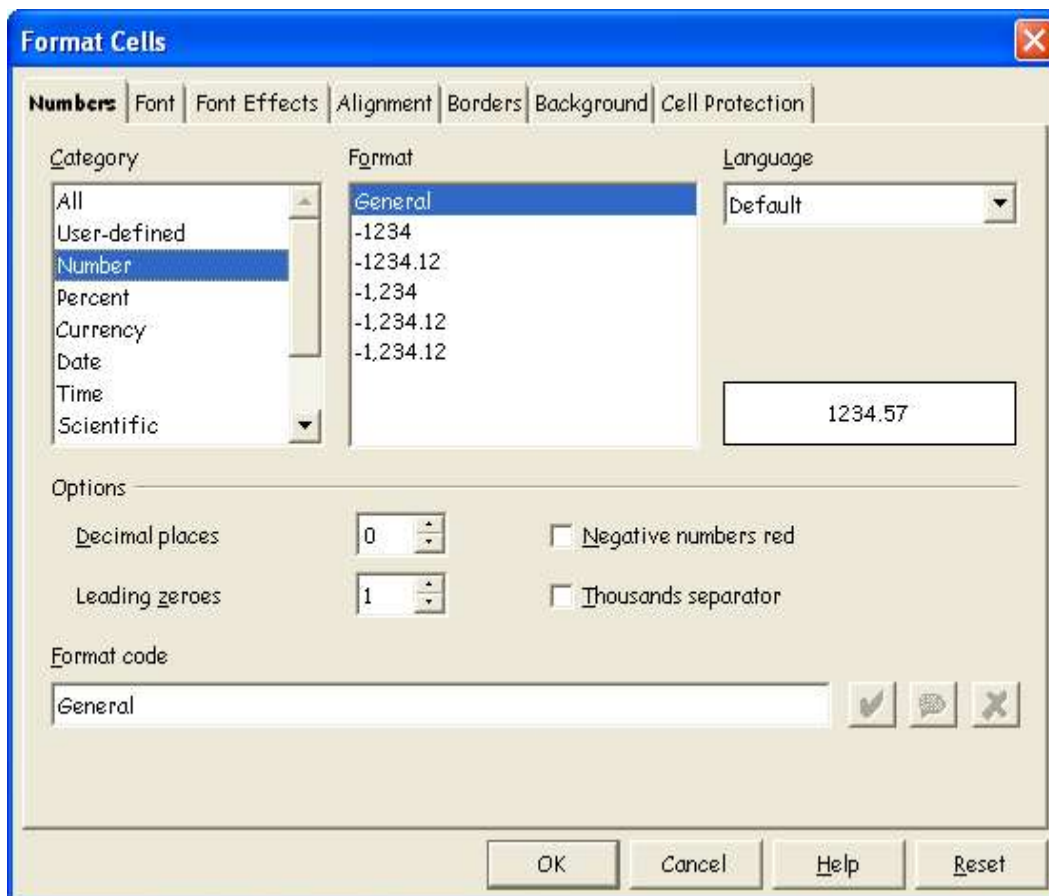 Format Cells
Numbers Font Font Effects Alignment Borders Background Cell Protection
Category
All
User-defined
Number
Percent
Currency
Date
Time
Scientific
Format
General
-1234
-1234.12
-1,234
-1,234.12
-1,234.12
Language
Default
1234.57
Options
Decimal places 0 Negative numbers red
Leading zeroes 1 Thousands separator
Format code
General
OK Cancel Help Reset